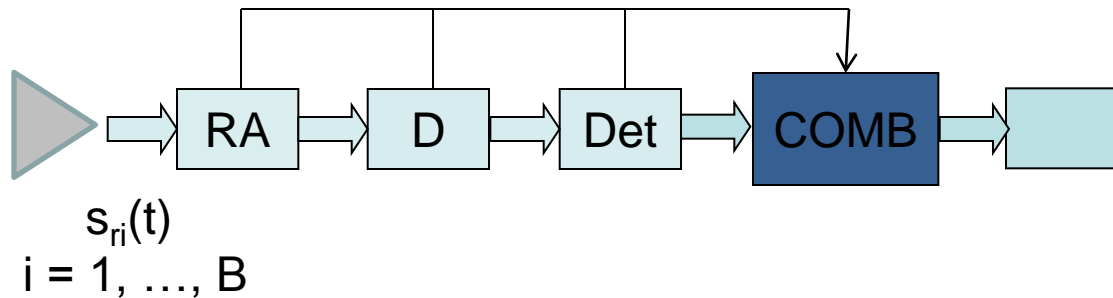 RA D Det COMB
s_ri(t)
i = 1, …, B